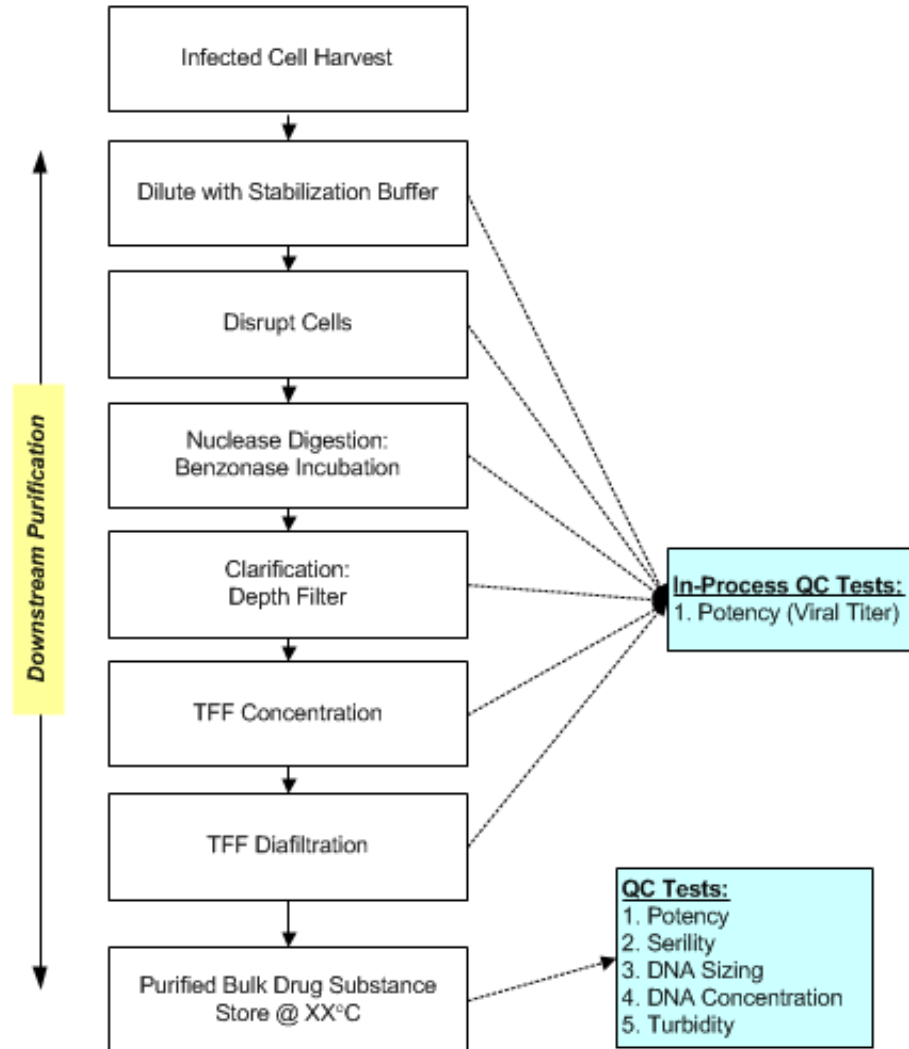 Infected Cell Harvest
Dilute with Stabilization Buffer
Disrupt Cells
Nuclease Digestion:
Benzonase Incubation
Clarification:
Depth Filter
TFF Concentration
TFF Diafiltration
Purified Bulk Drug Substance
Store @ XX°C
Downstream Purification
In-Process QC Tests:
1. Potency (Viral Titer)
QC Tests:
1. Potency
2. Serility
3. DNA Sizing
4. DNA Concentration
5. Turbidity